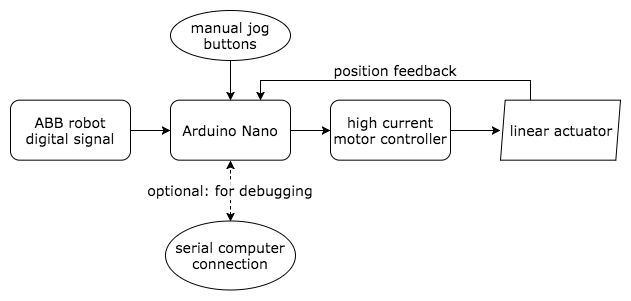 manual jog
buttons
position feedback
ABB robot
digital signal
Arduino Nano
high current
motor controller
linear actuator
optional: for debugging
serial computer
connection